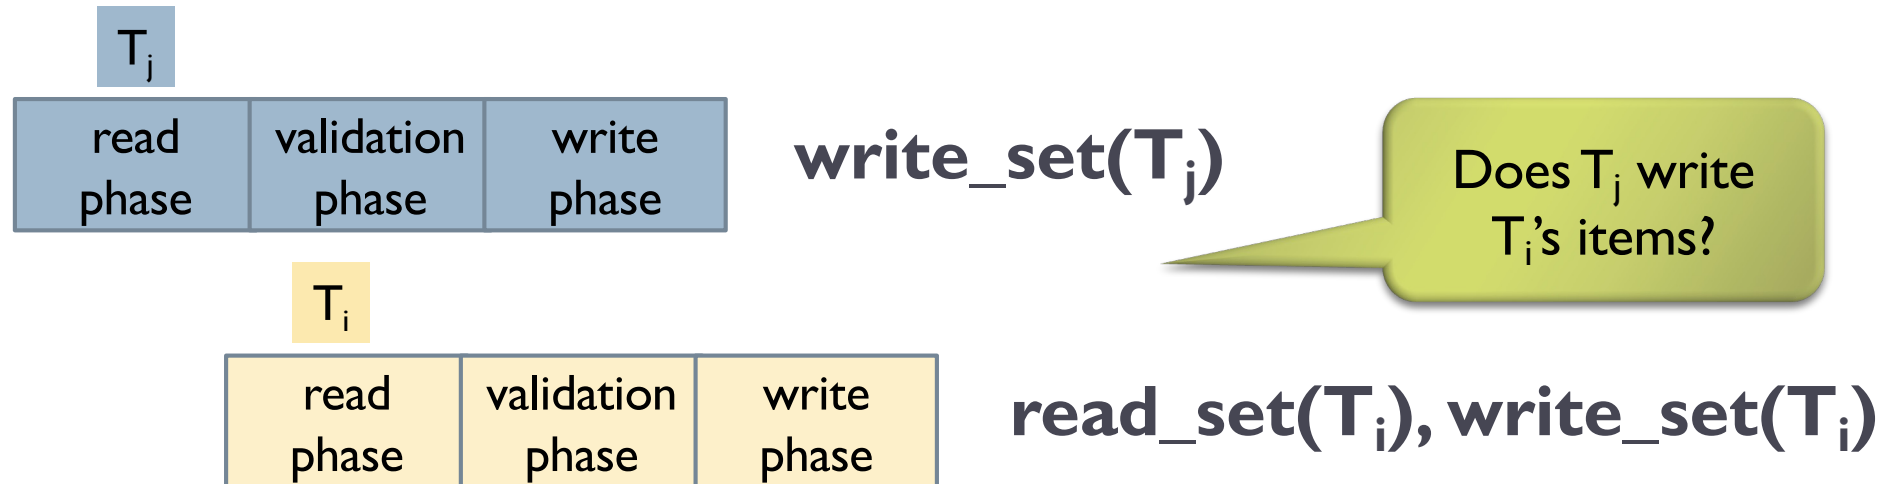 Tj
read validation write
phase phase phase
write_set(Tj)
Does Tj write
Ti's items?
Ti
read validation write
phase phase phase
read_set(Ti), write_set(Ti)